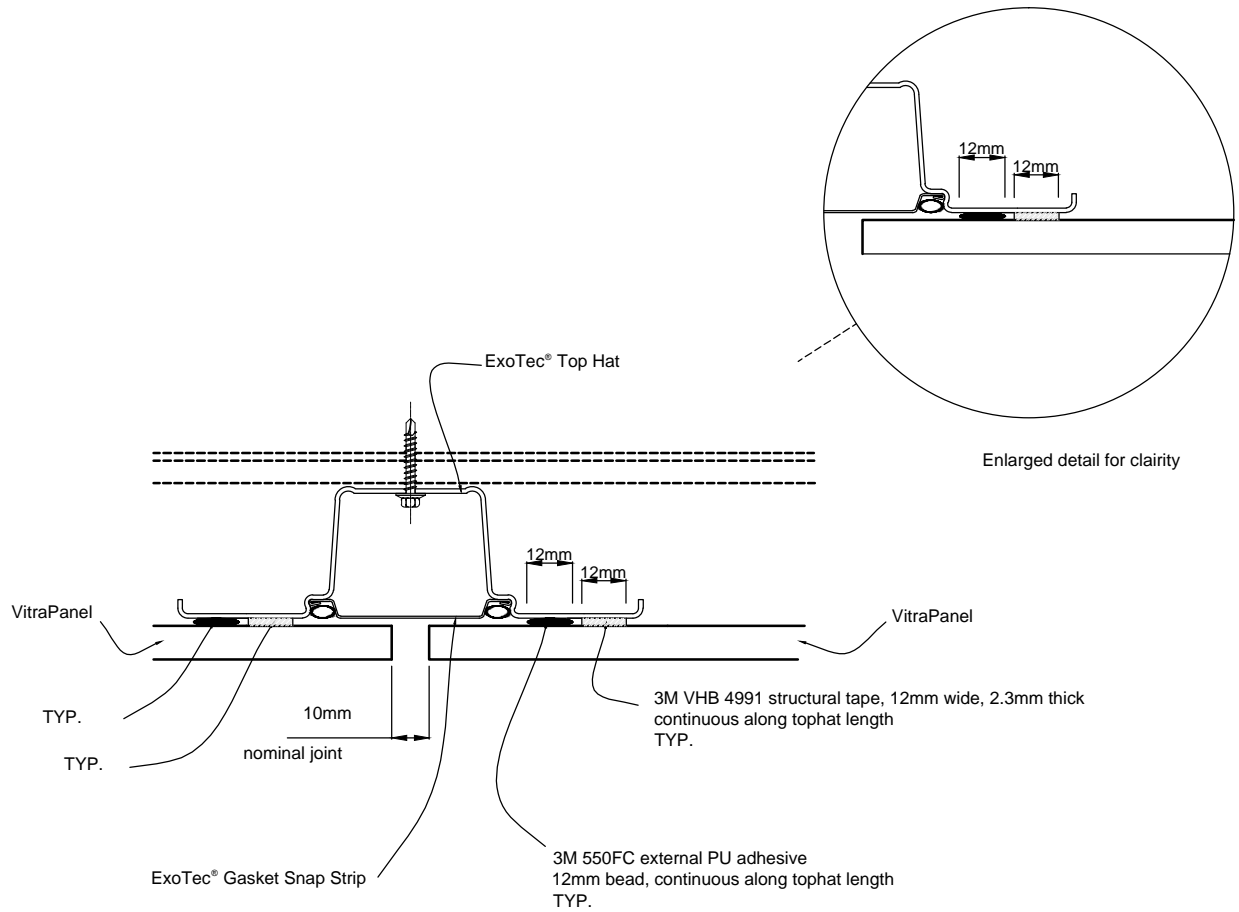 12mm
12mm
ExoTec® Top Hat
Enlarged detail for clairity
12mm
12mm
VitraPanel
VitraPanel
3M VHB 4991 structural tape, 12mm wide, 2.3mm thick
continuous along tophat length
TYP.
TYP.
10mm
nominal joint
TYP.
3M 550FC external PU adhesive
12mm bead, continuous along tophat length
TYP.
ExoTec® Gasket Snap Strip